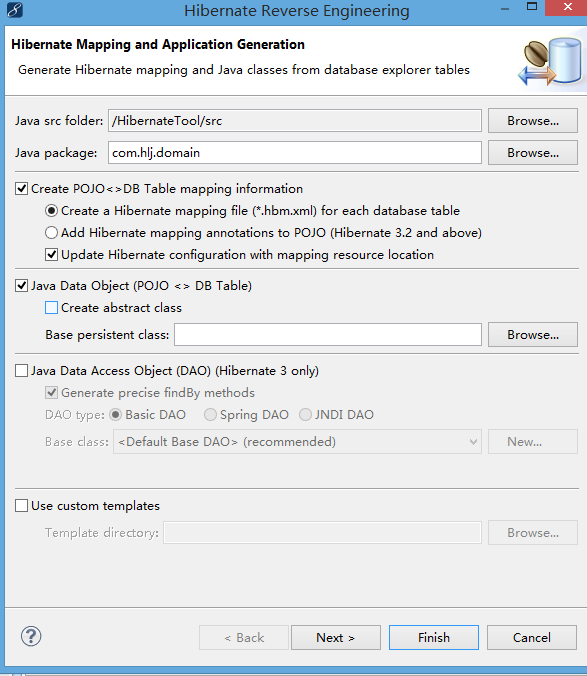 Hibernate Reverse Engineering
Hibernate Mapping and Application Generation
Generate Hibernate mapping and Java classes from database explorer tables
Java src folder: /HibernateTool/src Browse...
Java package: com.hlj.domain Browse...
Create POJO<>DB Table mapping information
Create a Hibernate mapping file (*.hbm.xml) for each database table
Add Hibernate mapping annotations to POJO (Hibernate 3.2 and above)
Update Hibernate configuration with mapping resource location
Java Data Object (POJO <> DB Table)
Create abstract class
Base persistent class: Browse...
Java Data Access Object (DAO) (Hibernate 3 only)
Generate precise findBy methods
DAO type: Basic DAO Spring DAO JNDI DAO
Base class: <Default Base DAO> (recommended) New...
Use custom templates
Template directory: Browse...
? < Back Next > Finish Cancel